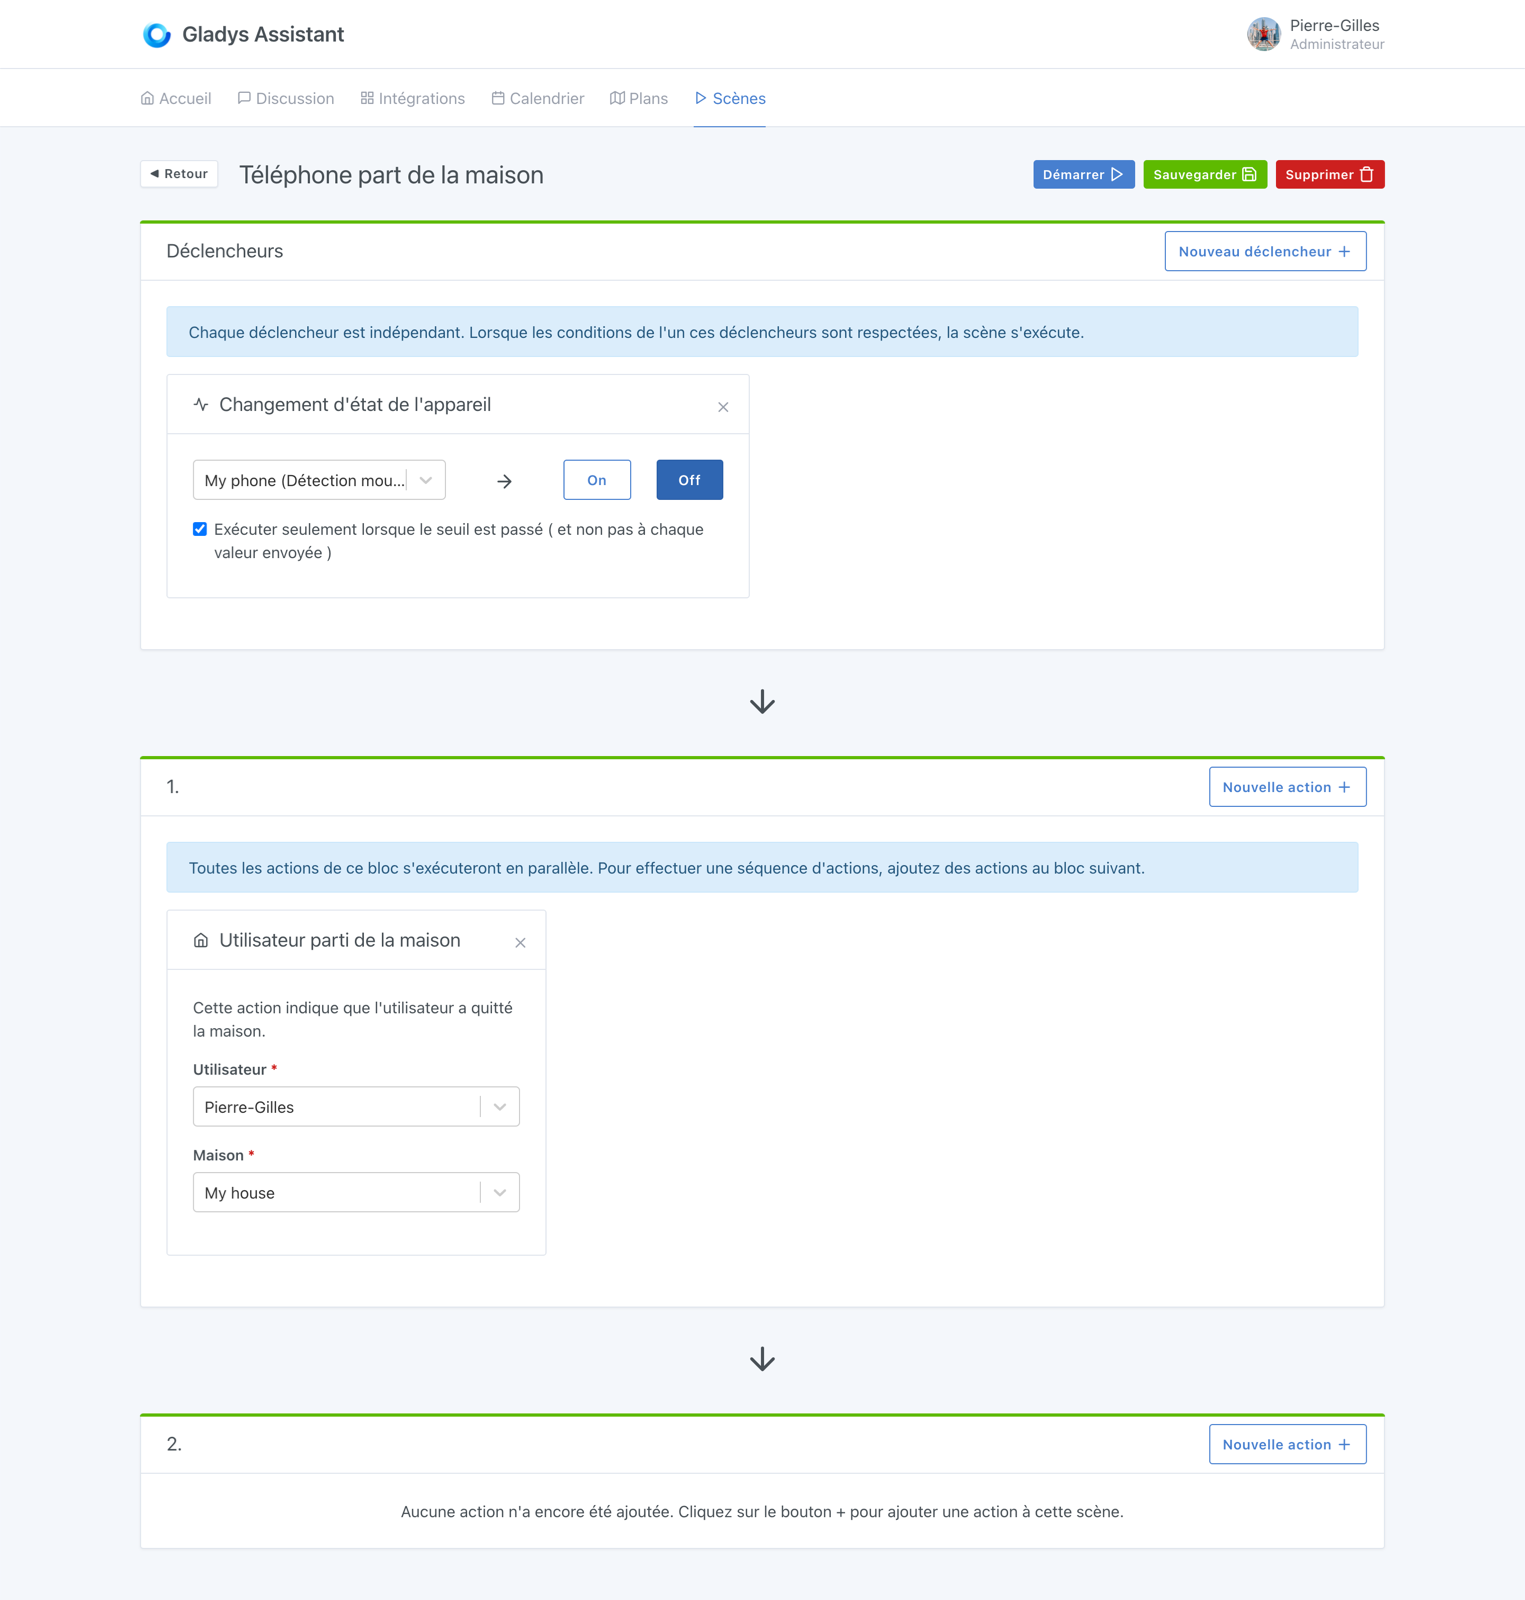 Gladys Assistant
Pierre-Gilles
Administrateur
Accueil
Discussion
Intégrations
Calendrier
Plans
Scènes
◄ Retour
Téléphone part de la maison
Démarrer
Sauvegarder
Supprimer
Déclencheurs
Nouveau déclencheur +
Chaque déclencheur est indépendant. Lorsque les conditions de l'un ces déclencheurs sont respectées, la scène s'exécute.
Changement d'état de l'appareil
My phone (Détection mou...
On
Off
Exécuter seulement lorsque le seuil est passé ( et non pas à chaque
valeur envoyée )
1.
Nouvelle action +
Toutes les actions de ce bloc s'exécuteront en parallèle. Pour effectuer une séquence d'actions, ajoutez des actions au bloc suivant.
Utilisateur parti de la maison
Cette action indique que l'utilisateur a quitté
la maison.
Utilisateur *
Pierre-Gilles
Maison *
My house
2.
Nouvelle action +
Aucune action n'a encore été ajoutée. Cliquez sur le bouton + pour ajouter une action à cette scène.